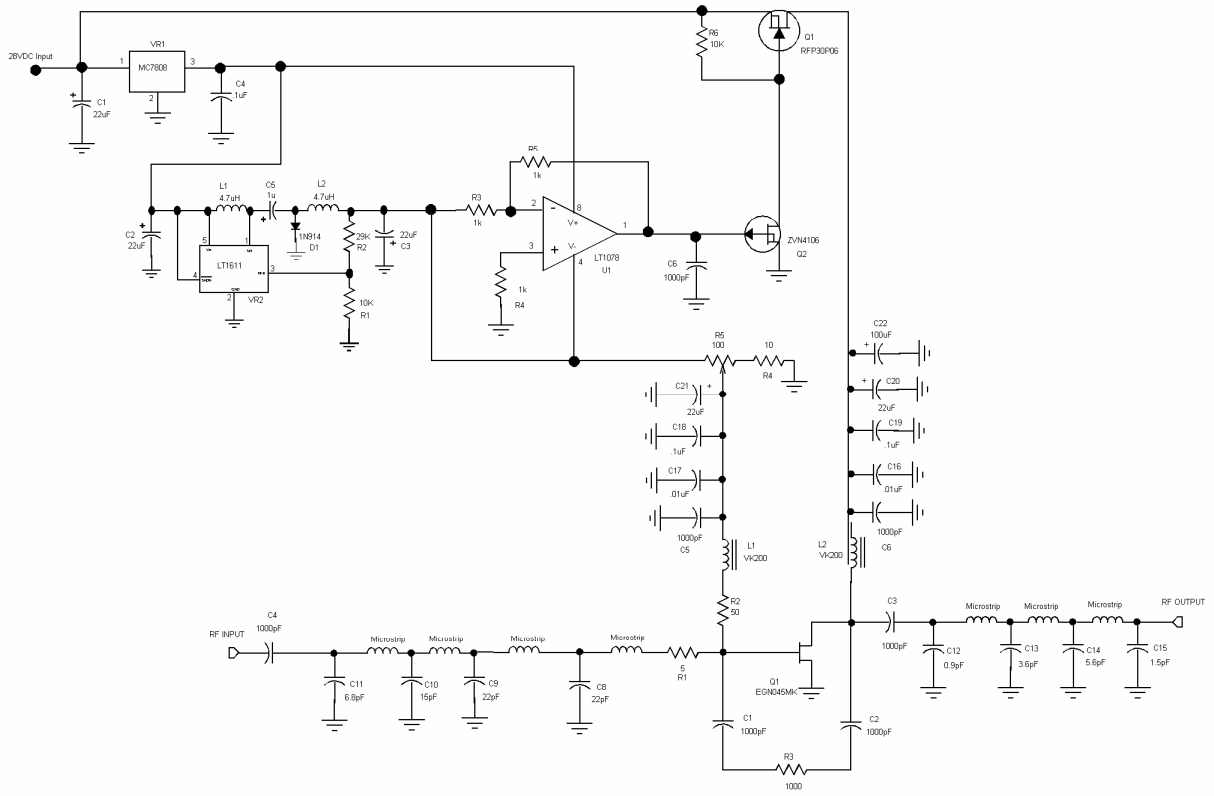 28VDC Input
VR1
MC7808
1
3
2
+
C1
22uF
C4
1uF
R6
10K
Q1
RFP30P06
R5
1k
R3
1k
2
-
8
V+
1
3
+
V-
4
LT1078
U1
R4
1k
C6
1000pF
ZVN4106
Q2
L1
4.7uH
C5
1u
+
L2
4.7uH
+
C2
22uF
5
1
1N914
D1
29K
R2
22uF
+
C3
4
LT1611
3
2
VR2
10K
R1
R5
100
10
R4
C22
100uF
+
C21
+
22uF
C20
+
22uF
C18
.1uF
C19
.1uF
C17
.01uF
C16
.01uF
1000pF
C5
1000pF
C6
L1
VK200
L2
VK200
R2
50
C4
1000pF
RF INPUT
Microstrip
Microstrip
Microstrip
Microstrip
C11
6.8pF
C10
15pF
C9
22pF
C8
22pF
5
R1
Q1
EGN045MK
C3
1000pF
Microstrip
Microstrip
Microstrip
RF OUTPUT
C12
0.9pF
C13
3.6pF
C14
5.6pF
C15
1.5pF
C1
1000pF
C2
1000pF
R3
1000